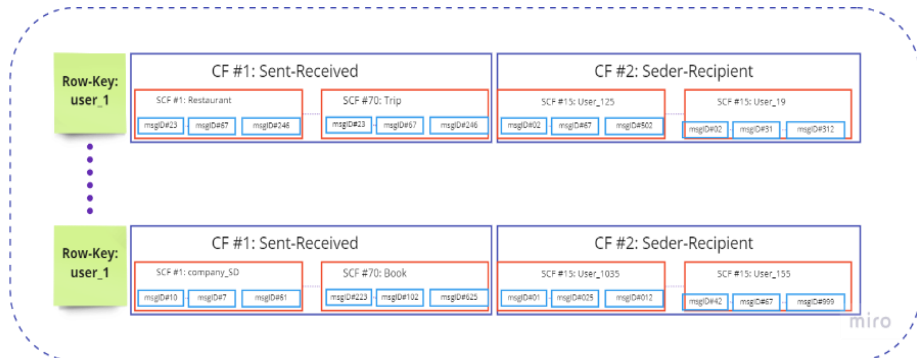 Row-Key:
user_1
CF #1: Sent-Received
SCF #1: Restaurant
msgID#23 msgID#67 msgID#246
SCF #70: Trip
msgID#23 msgID#67 msgID#246
CF #2: Seder-Recipient
SCF #15: User_125
msgID#02 msgID#67 msgID#502
SCF #15: User_19
msgID#02 msgID#31 msgID#312
Row-Key:
user_1
CF #1: Sent-Received
SCF #1: company_SD
msgID#10 msgID#7 msgID#61
SCF #70: Book
msgID#223 msgID#102 msgID#625
CF #2: Seder-Recipient
SCF #15: User_1035
msgID#01 msgID#025 msgID#012
SCF #15: User_155
msgID#42 msgID#67 msgID#999
miro